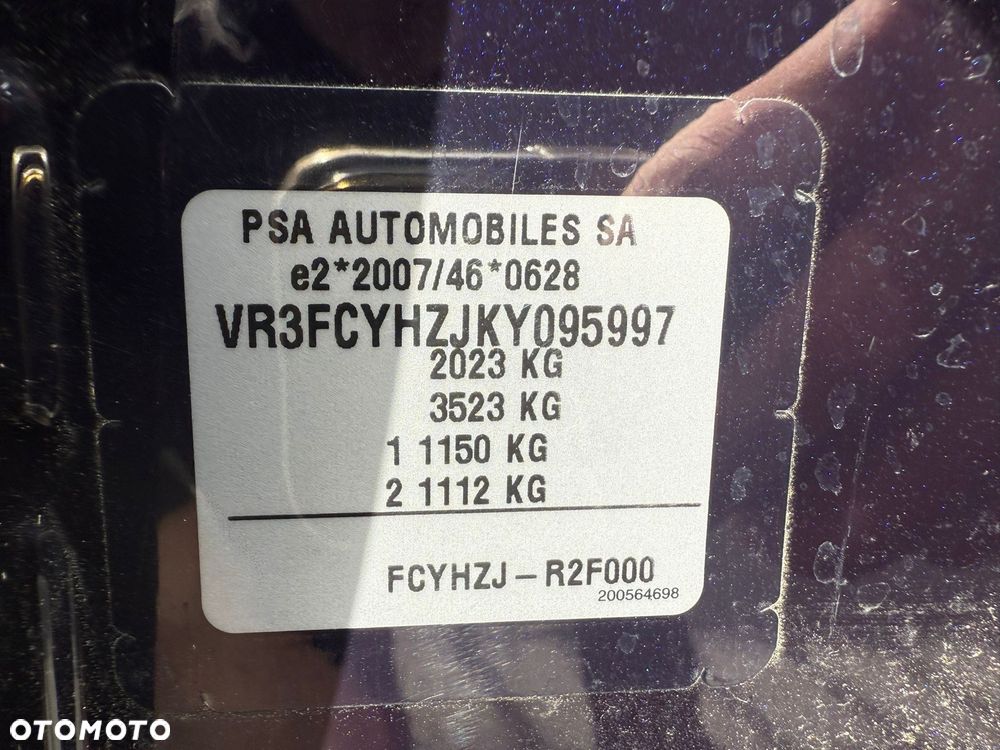 PSA AUTOMOBILES SA
e2*2007/46*0628
VR3FCYHZJKY095997
2023 KG
3523 KG
1 1150 KG
2 1112 KG
FCYHZJ – R2F000
200564698
OTOMOTO